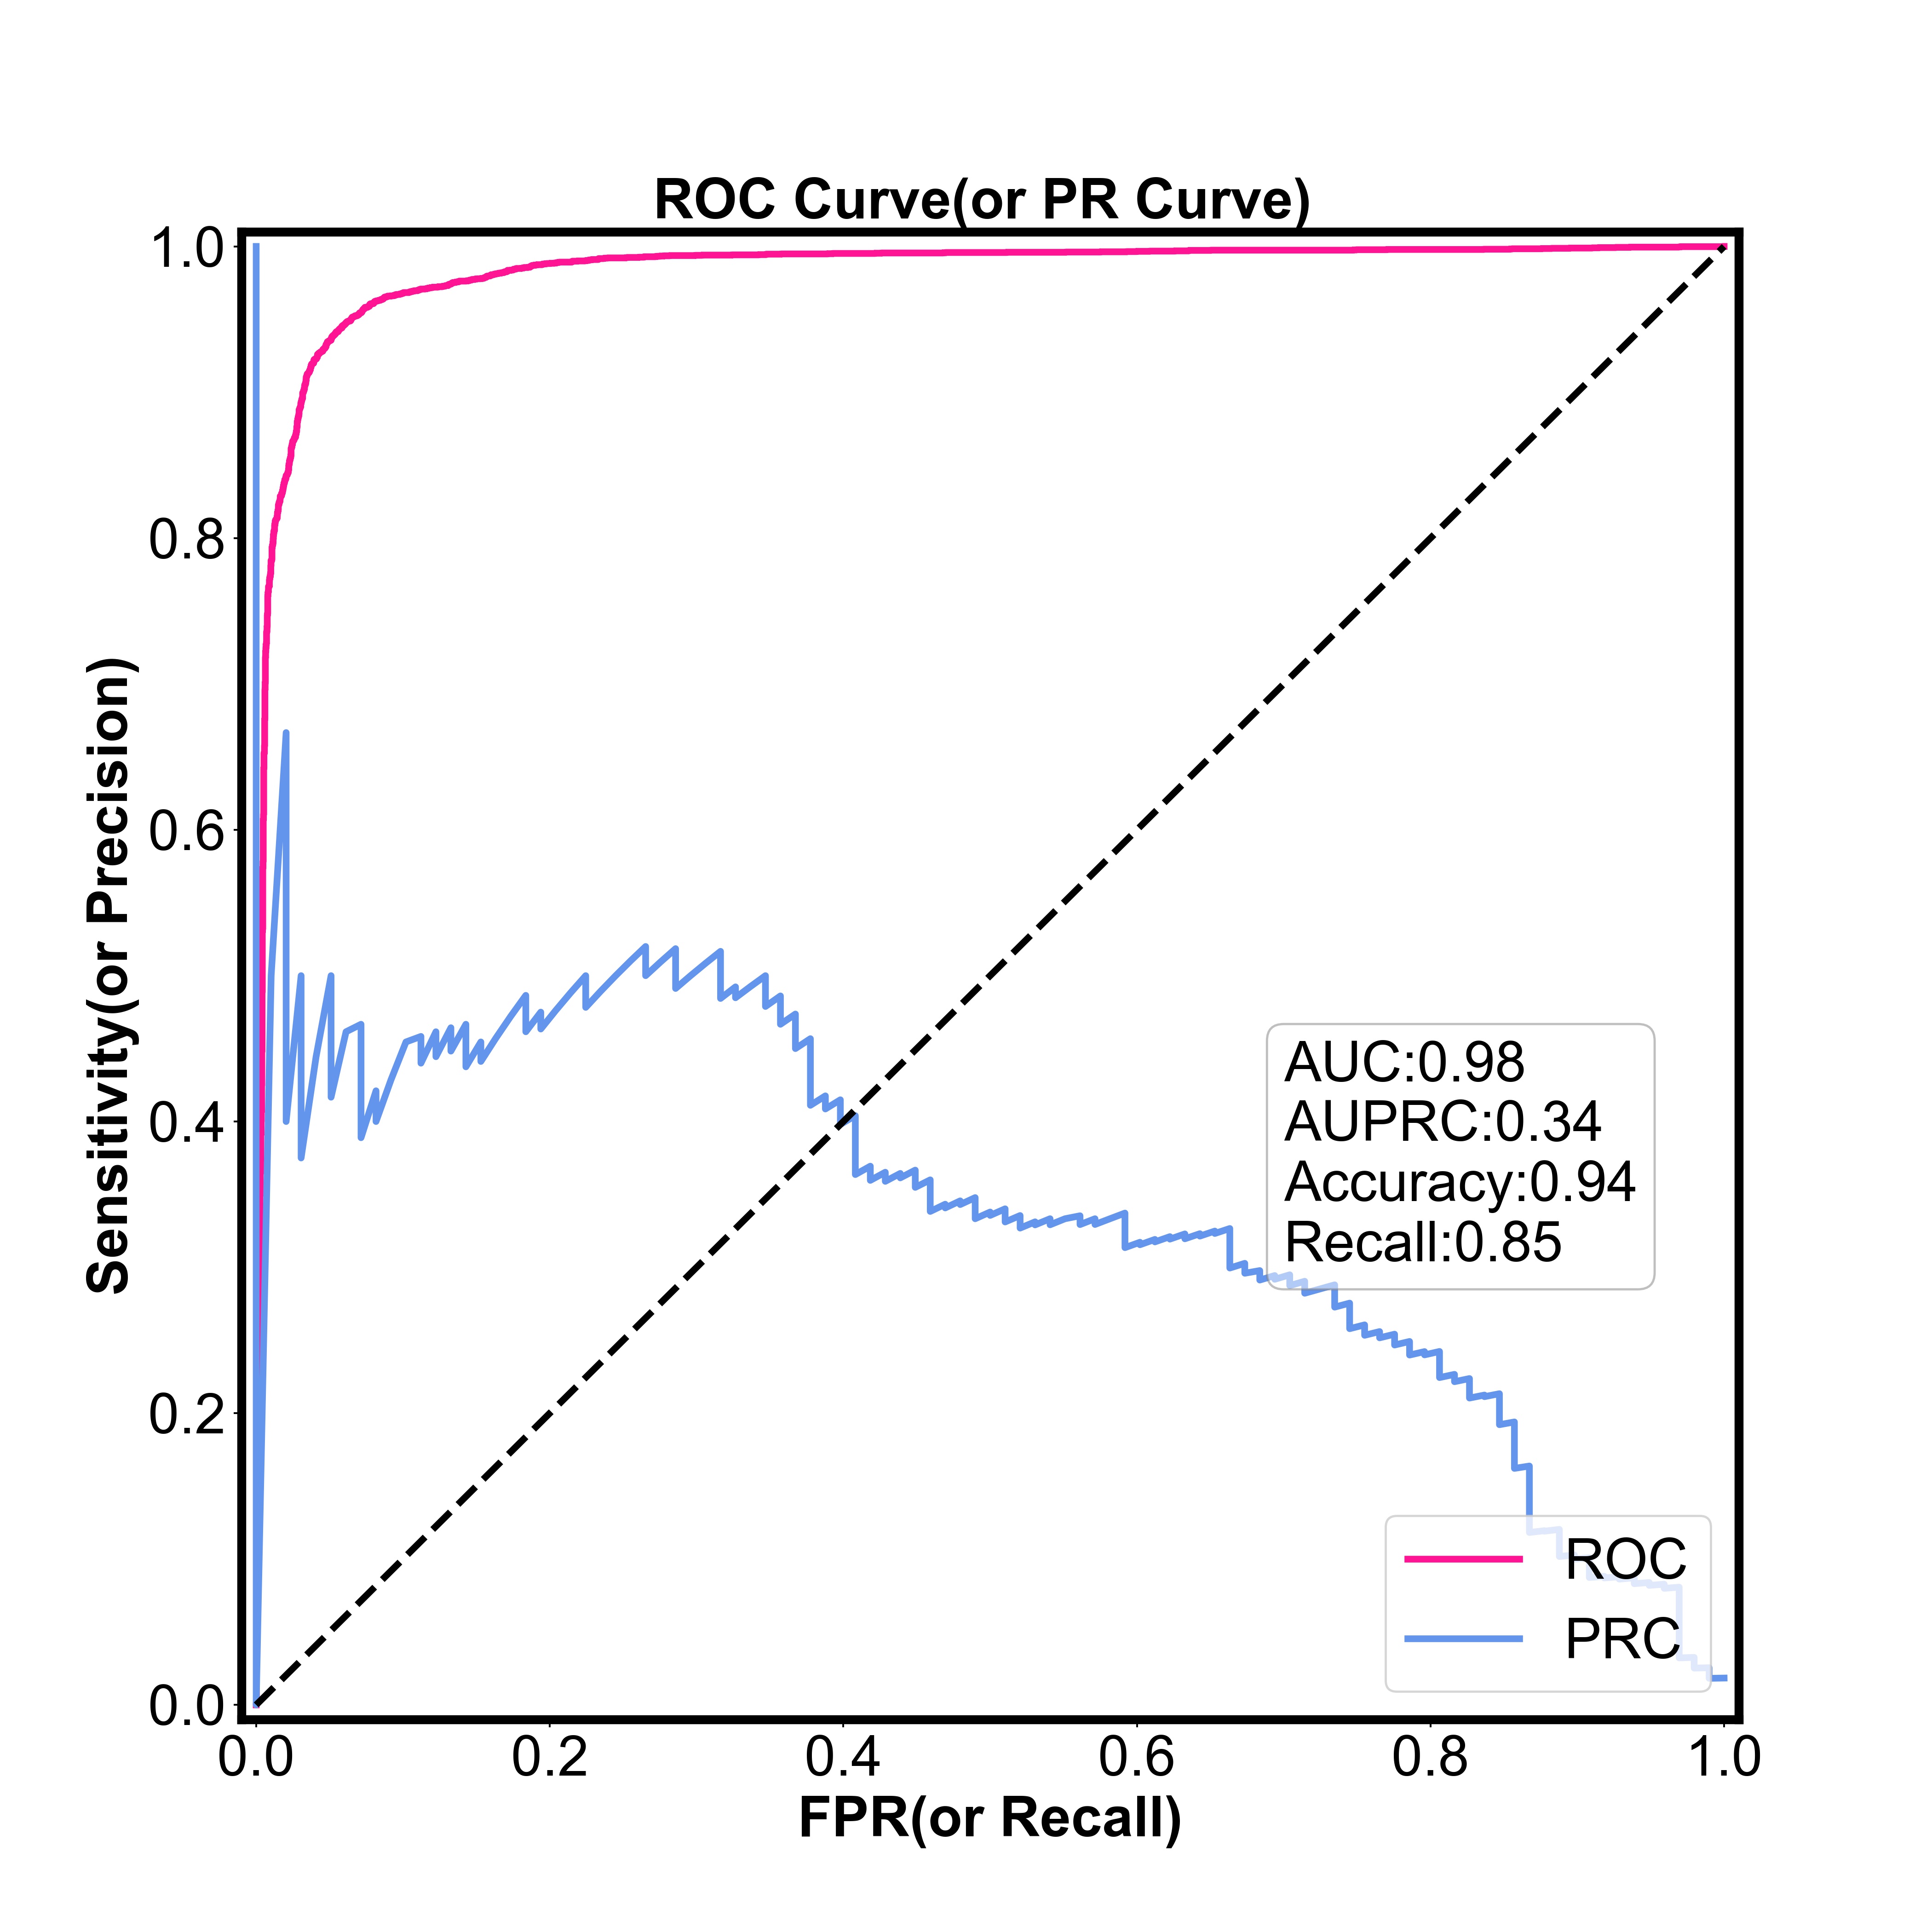 ROC Curve(or PR Curve)
1.0
0.8
0.6
0.4
0.2
0.0
Sensitivity(or Precision)
AUC:0.98
AUPRC:0.34
Accuracy:0.94
Recall:0.85
ROC
PRC
0.0 0.2 0.4 0.6 0.8 1.0
FPR(or Recall)